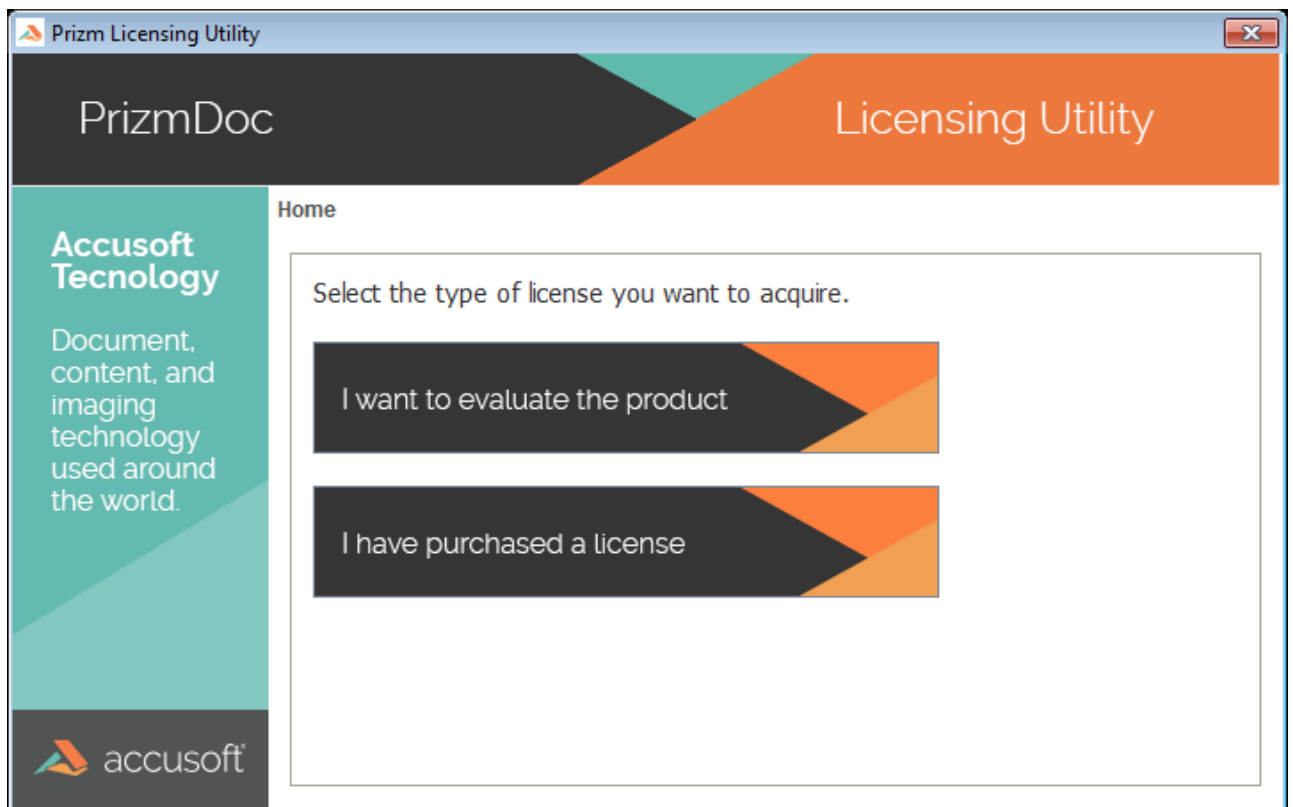 Prizm Licensing Utility
PrizmDoc
Licensing Utility
Accusoft
Tecnology
Document,
content, and
imaging
technology
used around
the world.
accusoft
Home
Select the type of license you want to acquire.
I want to evaluate the product
I have purchased a license